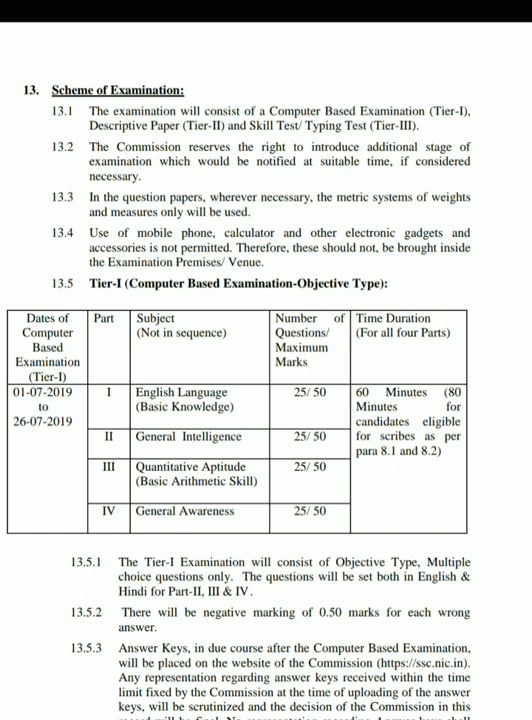 13. Scheme of Examination:
13.1 The examination will consist of a Computer Based Examination (Tier-I),
Descriptive Paper (Tier-II) and Skill Test/ Typing Test (Tier-III).
13.2 The Commission reserves the right to introduce additional stage of
examination which would be notified at suitable time, if considered
necessary.
13.3 In the question papers, wherever necessary, the metric systems of weights
and measures only will be used.
13.4 Use of mobile phone, calculator and other electronic gadgets and
accessories is not permitted. Therefore, these should not, be brought inside
the Examination Premises/ Venue.
13.5 Tier-I (Computer Based Examination-Objective Type):
Dates of
Computer
Based
Examination
(Tier-I)
Part
Subject
(Not in sequence)
Number of
Questions/
Maximum
Marks
Time Duration
(For all four Parts)
01-07-2019
to
26-07-2019
I
English Language
(Basic Knowledge)
25/ 50
60 Minutes (80
Minutes for
candidates eligible
for scribes as per
para 8.1 and 8.2)
II
General Intelligence
25/ 50
III
Quantitative Aptitude
(Basic Arithmetic Skill)
25/ 50
IV
General Awareness
25/ 50
13.5.1 The Tier-I Examination will consist of Objective Type, Multiple
choice questions only. The questions will be set both in English &
Hindi for Part-II, III & IV.
13.5.2 There will be negative marking of 0.50 marks for each wrong
answer.
13.5.3 Answer Keys, in due course after the Computer Based Examination,
will be placed on the website of the Commission (https://ssc.nic.in).
Any representation regarding answer keys received within the time
limit fixed by the Commission at the time of uploading of the answer
keys, will be scrutinized and the decision of the Commission in this